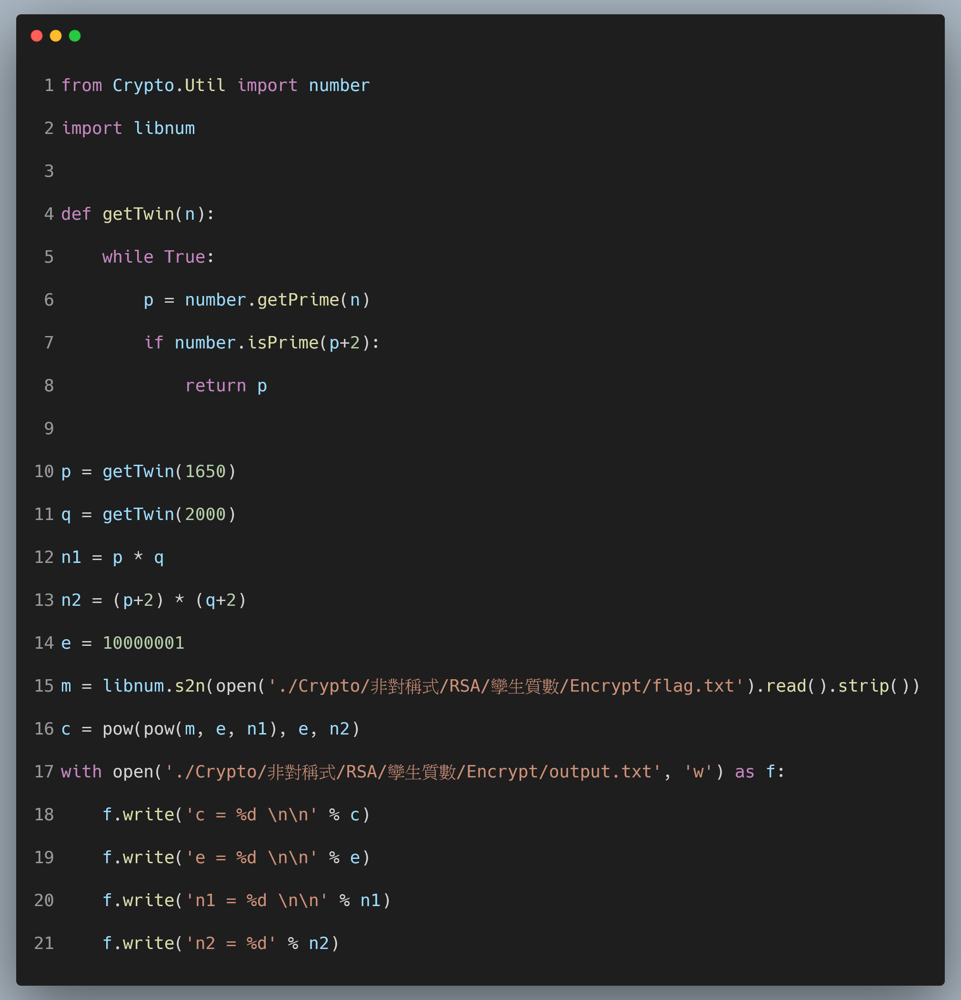 1 from Crypto.Util import number
2 import libnum
3
4 def getTwin(n):
5     while True:
6         p = number.getPrime(n)
7         if number.isPrime(p+2):
8             return p
9
10 p = getTwin(1650)
11 q = getTwin(2000)
12 n1 = p * q
13 n2 = (p+2) * (q+2)
14 e = 10000001
15 m = libnum.s2n(open('./Crypto/非對稱式/RSA/孿生質數/Encrypt/flag.txt').read().strip())
16 c = pow(pow(m, e, n1), e, n2)
17 with open('./Crypto/非對稱式/RSA/孿生質數/Encrypt/output.txt', 'w') as f:
18     f.write('c = %d \n\n' % c)
19     f.write('e = %d \n\n' % e)
20     f.write('n1 = %d \n\n' % n1)
21     f.write('n2 = %d' % n2)